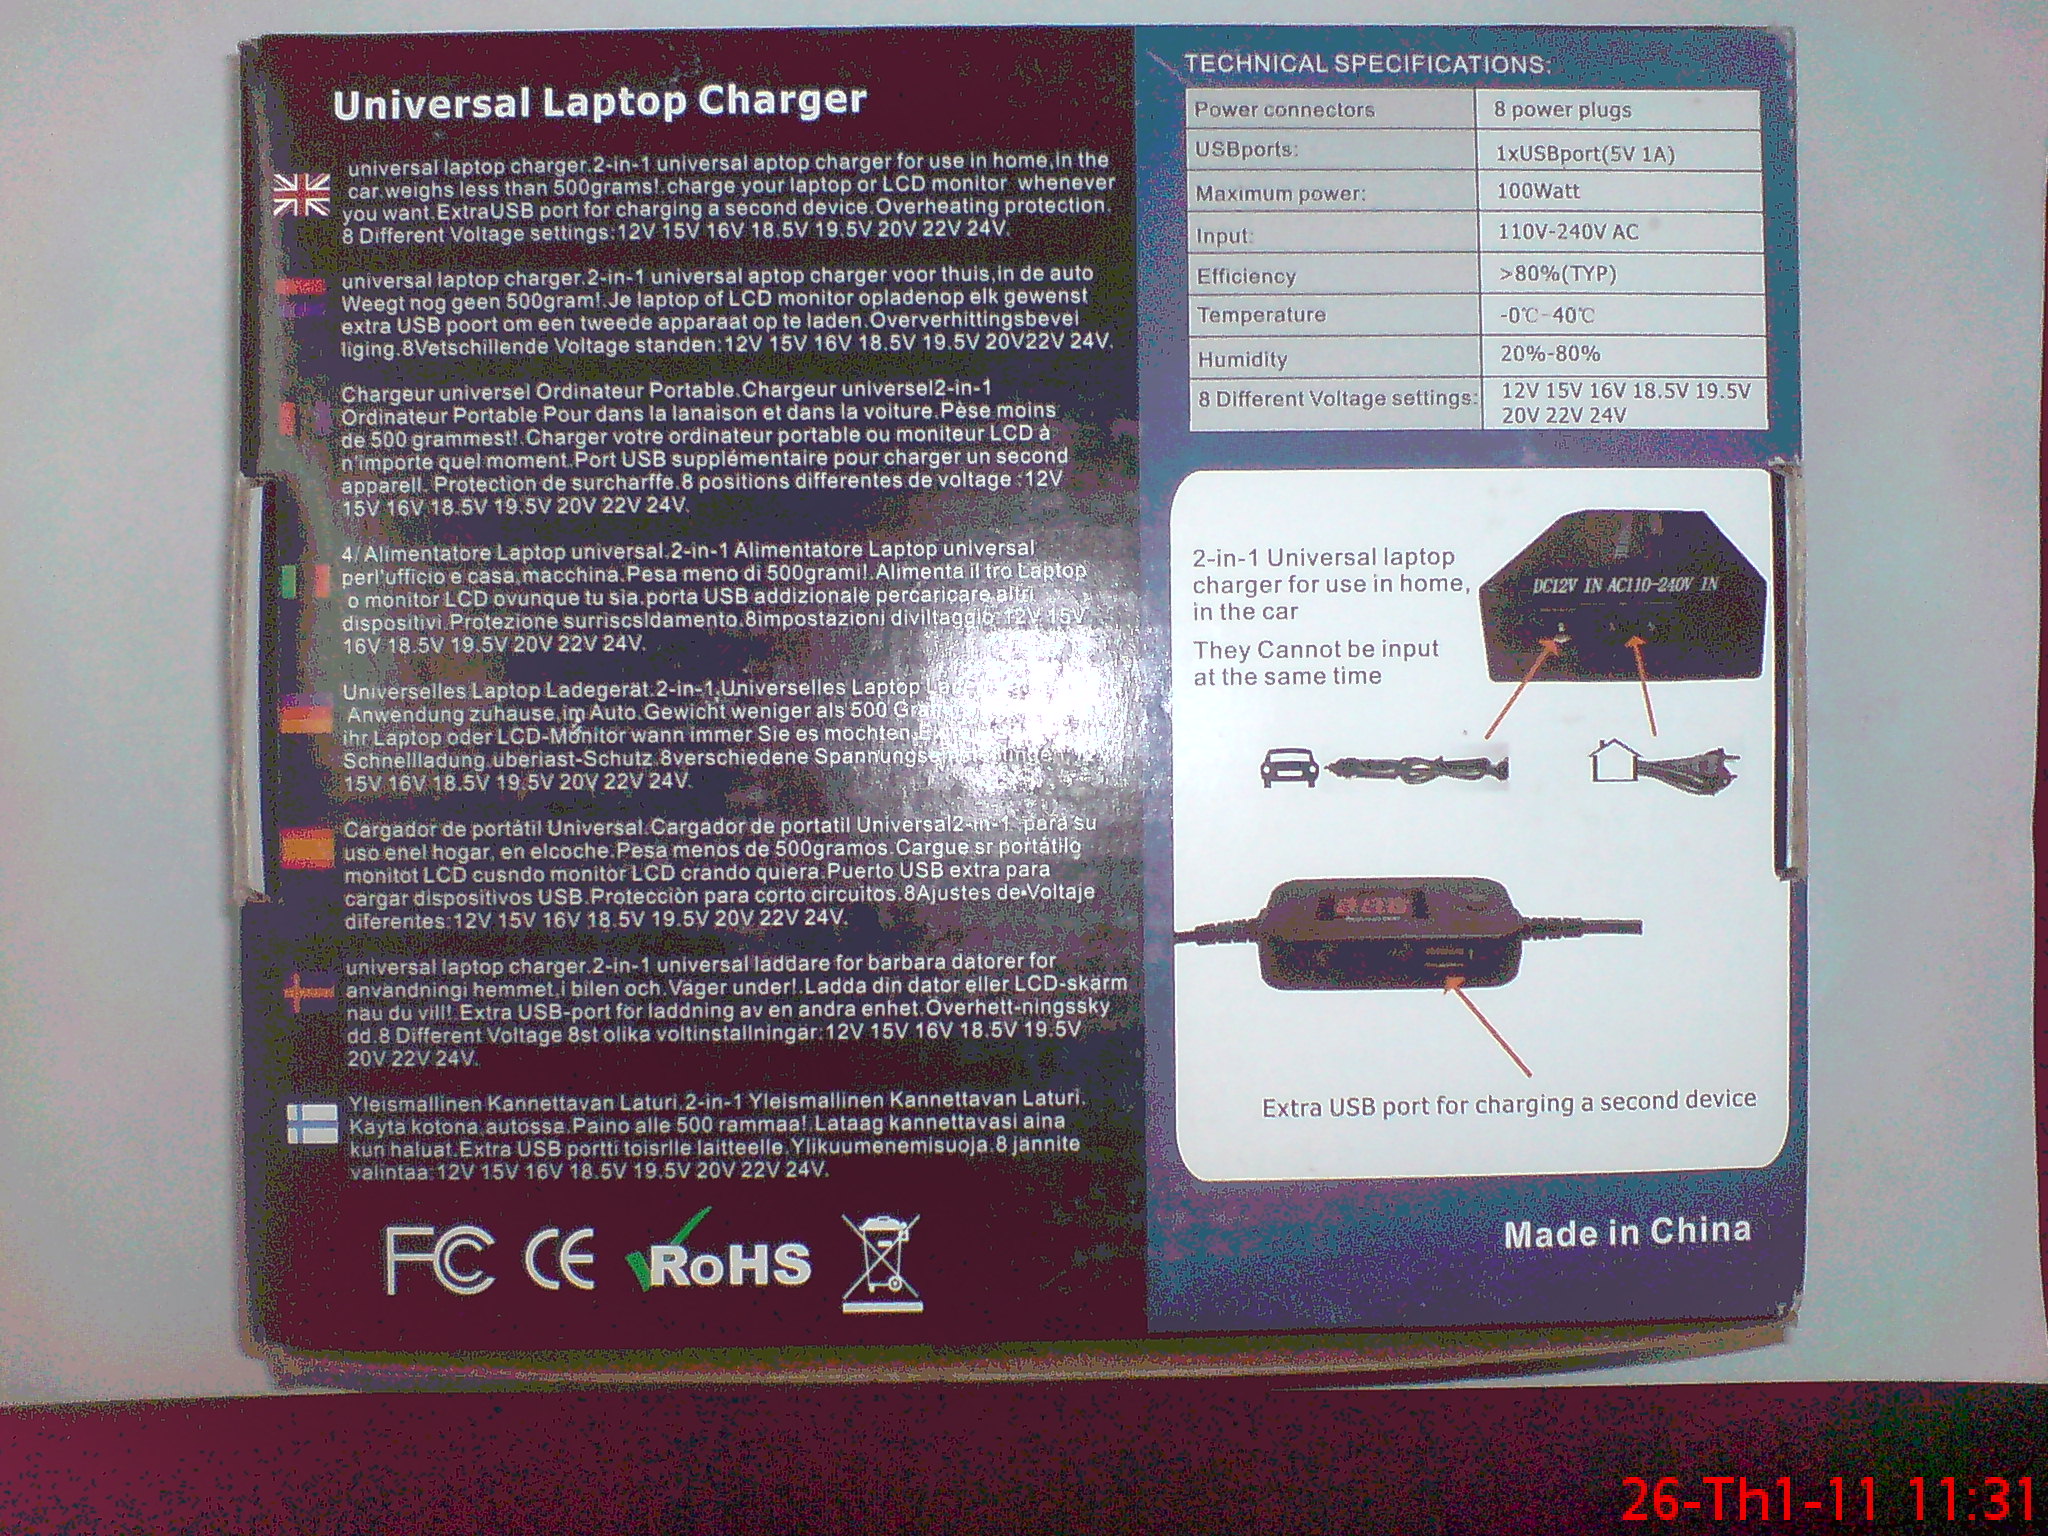 Universal Laptop Charger
universal laptop charger.2-in-1 universal aptop charger for use in home,in the
car.weighs less than 500grams!.charge your laptop or LCD monitor whenever
you want.ExtraUSB port for charging a second device.Overheating protection.
8 Different Voltage settings:12V 15V 16V 18.5V 19.5V 20V 22V 24V.
universal laptop charger.2-in-1 universal aptop charger voor thuis,in de auto
Weegt nog geen 500gram!.Je laptop of LCD monitor opladenop elk gewenst
extra USB poort om een tweede apparaat op te laden.Oververhittingsbevel
liging.8Vetschillende Voltage standen:12V 15V 16V 18.5V 19.5V 20V22V 24V.
Chargeur universel Ordinateur Portable.Chargeur universel2-in-1
Ordinateur Portable Pour dans la lanaison et dans la voiture.Pèse moins
de 500 grammest!.Charger votre ordinateur portable ou moniteur LCD à
n'importe quel moment.Port USB supplémentaire pour charger un second
apparell. Protection de surcharffe.8 positions differentes de voltage :12V
15V 16V 18.5V 19.5V 20V 22V 24V.
4/Alimentatore Laptop universal.2-in-1 Alimentatore Laptop universal
perl'ufficio e casa,macchina.Pesa meno di 500grami!.Alimenta il tro Laptop
o monitor LCD ovunque tu sia.porta USB addizionale percaricare altri
dispositivi.Protezione surriscsldamento.8impostazioni diviltaggio:12V 15V
16V 18.5V 19.5V 20V 22V 24V.
Universelles Laptop Ladegerat.2-in-1.Universelles Laptop
Anwendung zuhause,im Auto.Gewicht weniger als 500
ihr.Laptop oder LCD-Monitor wann immer Sie es mochten.
Schnellladung,uberiast-Schutz.8verschiedene
15V 16V 18.5V 19.5V 20V 22V 24V.
Cargador de portàtil Universal.Cargador de portatil Universal2-in-1 para su
uso enel hogar, en elcoche.Pesa menos de 500gramos.Cargue sr portàtilo
monitot LCD cusndo monitor LCD crando quiera.Puerto USB extra para
cargar dispositivos USB.Protecciòn para corto circuitos.8Ajustes de Voltaje
diferentes:12V 15V 16V 18.5V 19.5V 20V 22V 24V.
universal laptop charger.2-in-1 universal laddare for barbara datorer for
anvandningi hemmet,i bilen och.Vager under!.Ladda din dator eller LCD-skarm
nau du vill!.Extra USB-port for laddning av en andra enhet.Overhett-ningssky
dd.8 Different Voltage 8st olika voltinstallningar:12V 15V 16V 18.5V 19.5V
20V 22V 24V.
Yleismallinen Kannettavan Laturi.2-in-1 Yleismallinen Kannettavan Laturi.
Kayta kotona,autossa.Paino alle 500 rammaa!.Lataag kannettavasi aina
kun haluat.Extra USB portti toisrlle laitteelle.Ylikuumenemisuoja.8 jannite
valintaa:12V 15V 16V 18.5V 19.5V 20V 22V 24V.
FC CE RoHS
TECHNICAL SPECIFICATIONS:
Power connectors 8 power plugs
USBports: 1xUSBport(5V 1A)
Maximum power: 100Watt
Input: 110V-240V AC
Efficiency >80%(TYP)
Temperature -0℃-40℃
Humidity 20%-80%
8 Different Voltage settings: 12V 15V 16V 18.5V 19.5V
20V 22V 24V
2-in-1 Universal laptop
charger for use in home,
in the car
They Cannot be input
at the same time
DC12V IN AC110-240V IN
Extra USB port for charging a second device
Made in China
26-Th1-11 11:31